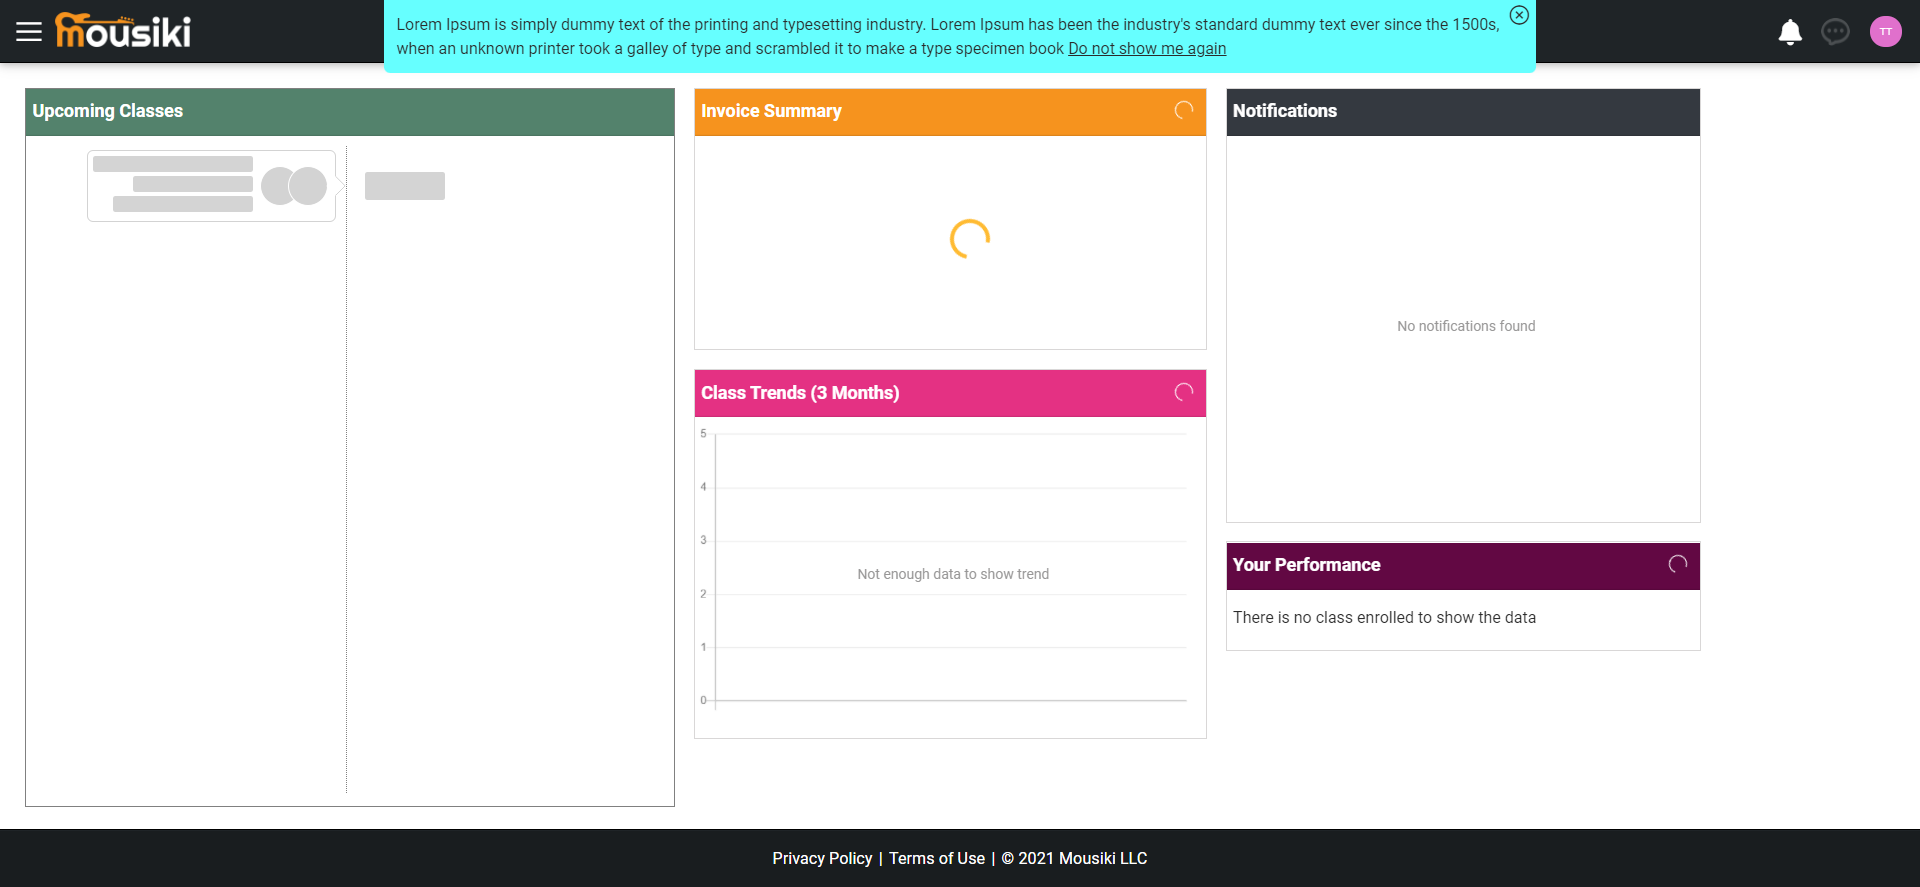 mousiki
Lorem Ipsum is simply dummy text of the printing and typesetting industry. Lorem Ipsum has been the industry's standard dummy text ever since the 1500s,
when an unknown printer took a galley of type and scrambled it to make a type specimen book Do not show me again
TT
Upcoming Classes
Invoice Summary
Notifications
No notifications found
Class Trends (3 Months)
5
4
3
Not enough data to show trend
2
1
0
Your Performance
There is no class enrolled to show the data
Privacy Policy | Terms of Use | © 2021 Mousiki LLC